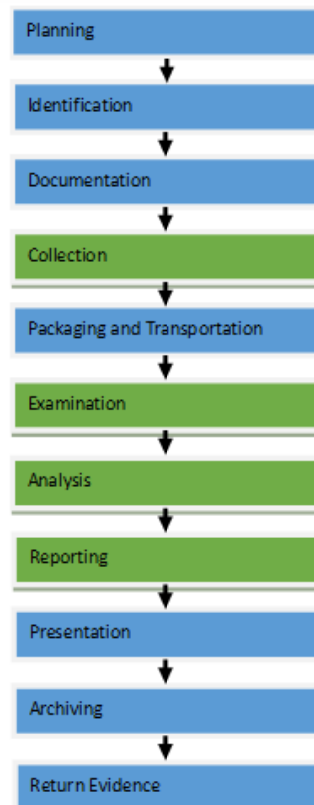 Planning
Identification
Documentation
Collection
Packaging and Transportation
Examination
Analysis
Reporting
Presentation
Archiving
Return Evidence